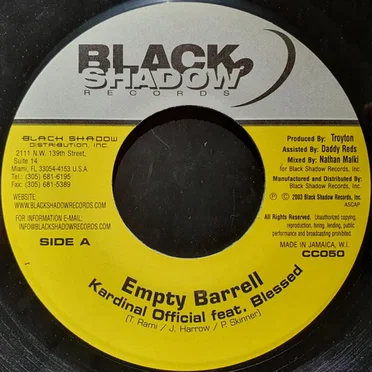 BLACK
SHADOW
RECORDS
BLACK SHADOW
DISTRIBUTION, INC.
2111 N.W. 139th Street,
Suite 14
Miami, FL 33054-4153 U.S.A
Tel: (305) 681-6195
Fax: (305) 681-5389
WEBSITE:
WWW.BLACKSHADOWRECORDS.COM
FOR INFORMATION E-MAIL:
INFO@BLACKSHADOWRECORDS.COM
SIDE A
Produced By: Troyton
Assisted By: Daddy Reds
Mixed By: Nathan Malki
for Black Shadow Records, Inc.
Manufactured and Distributed By:
Black Shadow Records, Inc.
℗ © 2003 Black Shadow Records, Inc.
ASCAP
All Rights Reserved. Unauthorized
copying, hiring, lending, public
performance and broadcasting prohibited.
MADE IN JAMAICA, W.I.
CC050
Empty Barrell
Kardinal Official feat. Blessed
(T. Rami / J. Harrow / P. Skinner)